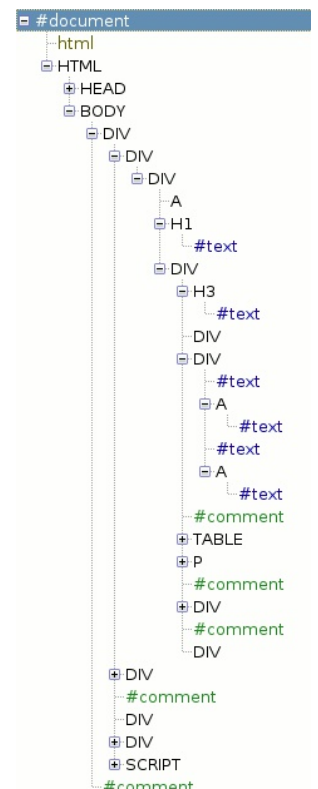 #document
html
HTML
HEAD
BODY
DIV
DIV
DIV
A
H1
#text
DIV
H3
#text
DIV
DIV
#text
A
#text
#text
A
#text
#comment
TABLE
P
#comment
DIV
#comment
DIV
DIV
#comment
DIV
DIV
SCRIPT
#comment